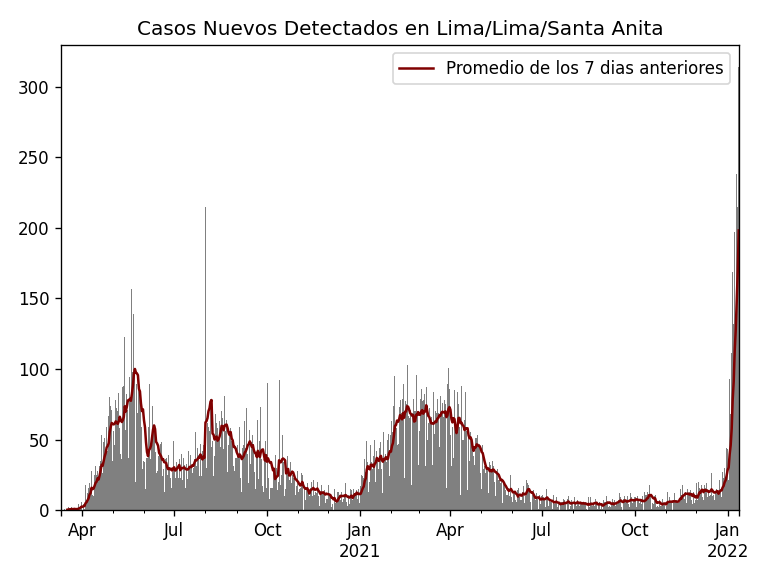 Casos Nuevos Detectados en Lima/Lima/Santa Anita
Promedio de los 7 dias anteriores
300
250
200
150
100
50
0
Apr Jul Oct Jan Apr Jul Oct Jan
2021 2022